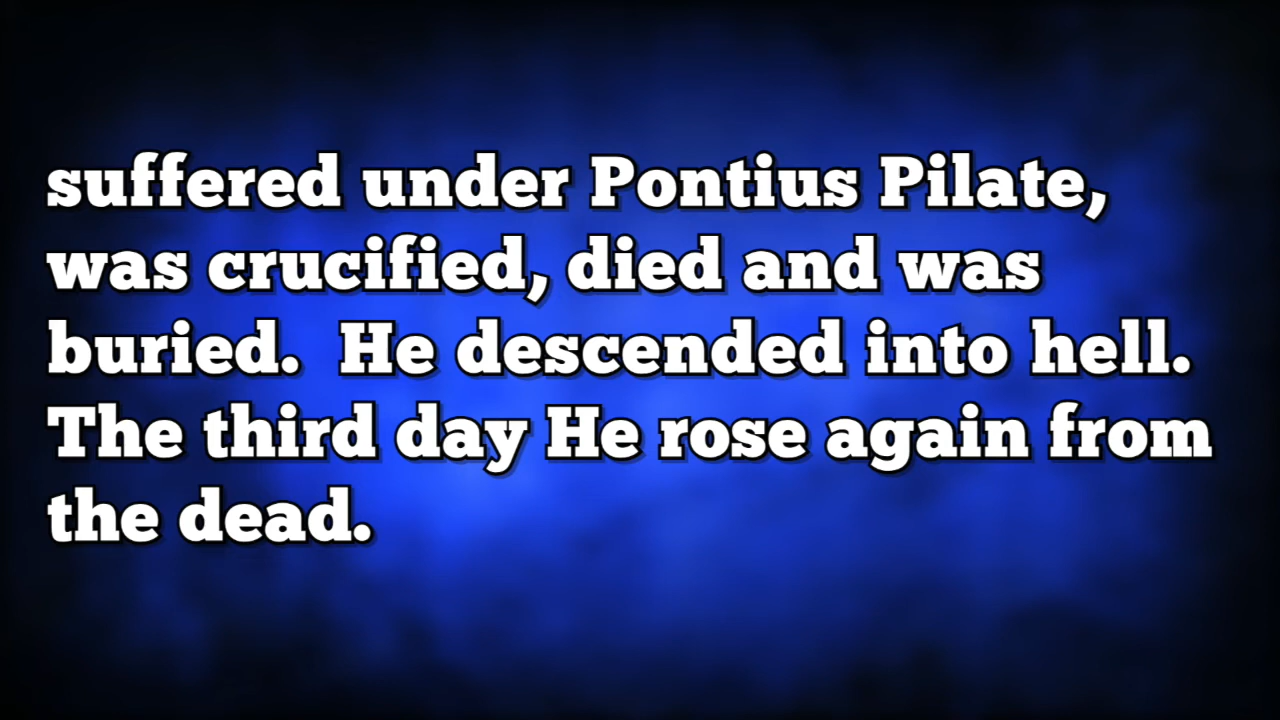 suffered under Pontius Pilate,
was crucified, died and was
buried.  He descended into hell.
The third day He rose again from
the dead.